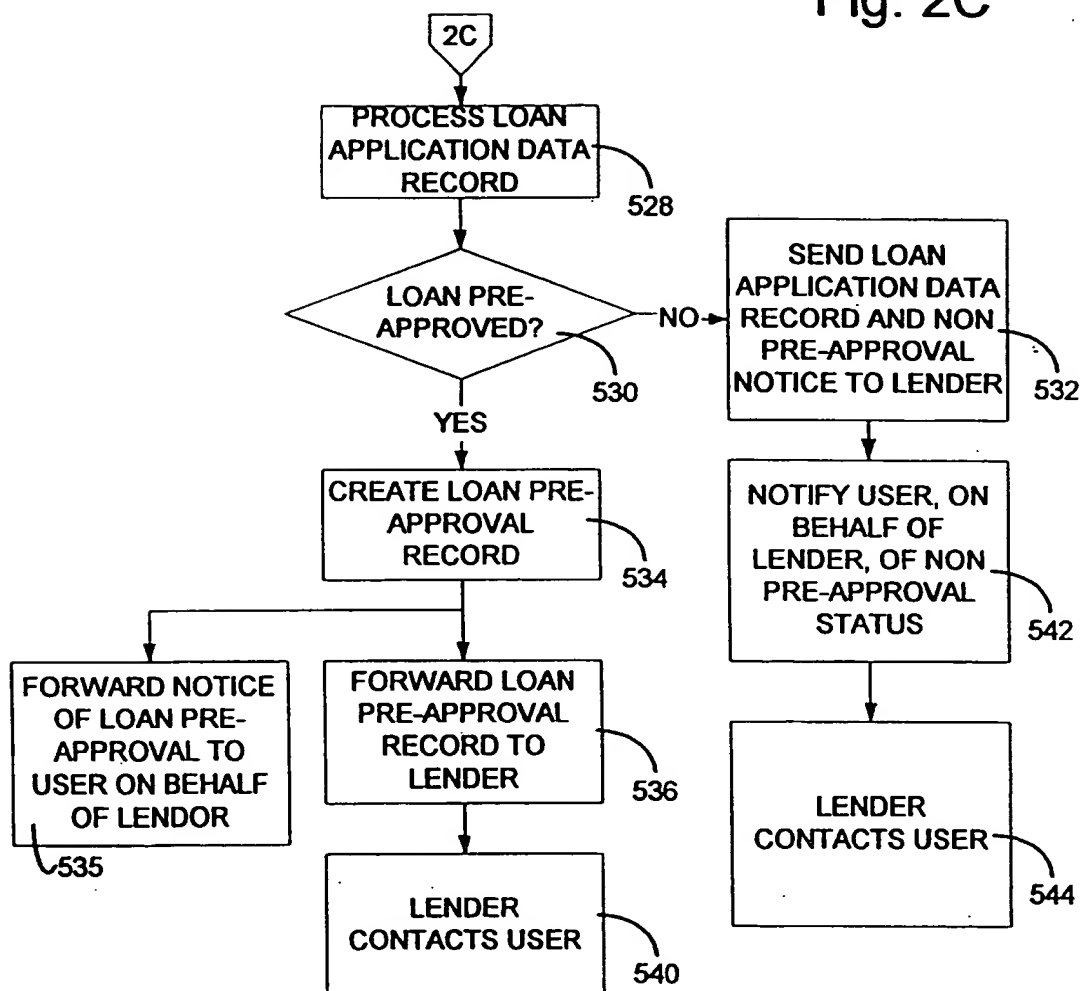 Fig. 2C
2C
PROCESS LOAN
APPLICATION DATA
RECORD
528
LOAN PRE-
APPROVED?
530
NO
SEND LOAN
APPLICATION DATA
RECORD AND NON
PRE-APPROVAL
NOTICE TO LENDER
532
YES
CREATE LOAN PRE-
APPROVAL
RECORD
534
NOTIFY USER, ON
BEHALF OF
LENDER, OF NON
PRE-APPROVAL
STATUS
542
FORWARD NOTICE
OF LOAN PRE-
APPROVAL TO
USER ON BEHALF
OF LENDOR
535
FORWARD LOAN
PRE-APPROVAL
RECORD TO
LENDER
536
LENDER
CONTACTS USER
544
LENDER
CONTACTS USER
540